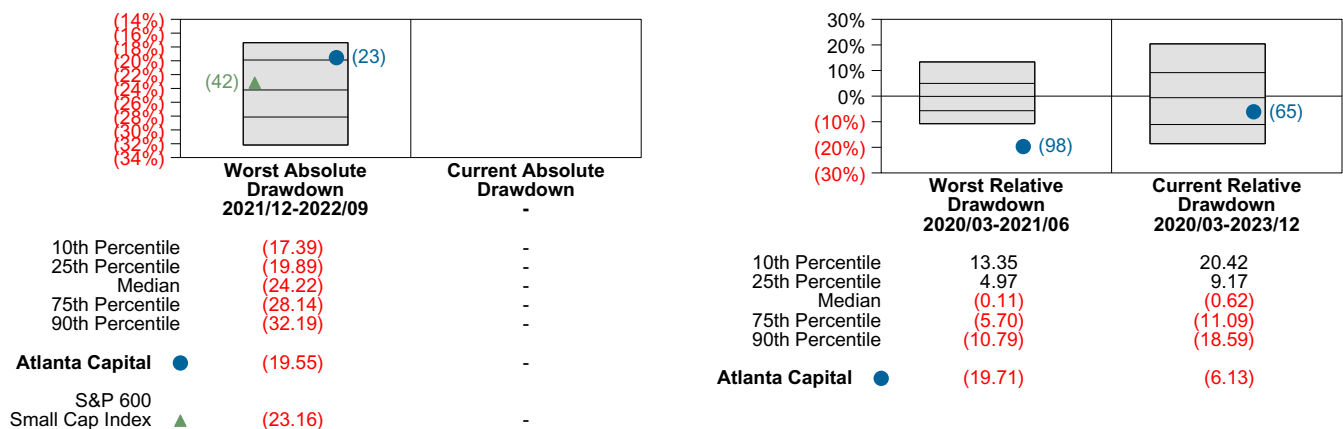 (14%)
(16%)
(18%)
(20%)
(22%)
(24%)
(26%)
(28%)
(30%)
(32%)
(34%)
(23)
(42)
Worst Absolute Drawdown 2021/12-2022/09
Current Absolute Drawdown -
10th Percentile (17.39) -
25th Percentile (19.89) -
Median (24.22) -
75th Percentile (28.14) -
90th Percentile (32.19) -
Atlanta Capital (19.55) -
S&P 600
Small Cap Index (23.16) -
30%
20%
10%
0%
(10%)
(20%)
(30%)
(98)
(65)
Worst Relative Drawdown 2020/03-2021/06
Current Relative Drawdown 2020/03-2023/12
10th Percentile 13.35 20.42
25th Percentile 4.97 9.17
Median (0.11) (0.62)
75th Percentile (5.70) (11.09)
90th Percentile (10.79) (18.59)
Atlanta Capital (19.71) (6.13)